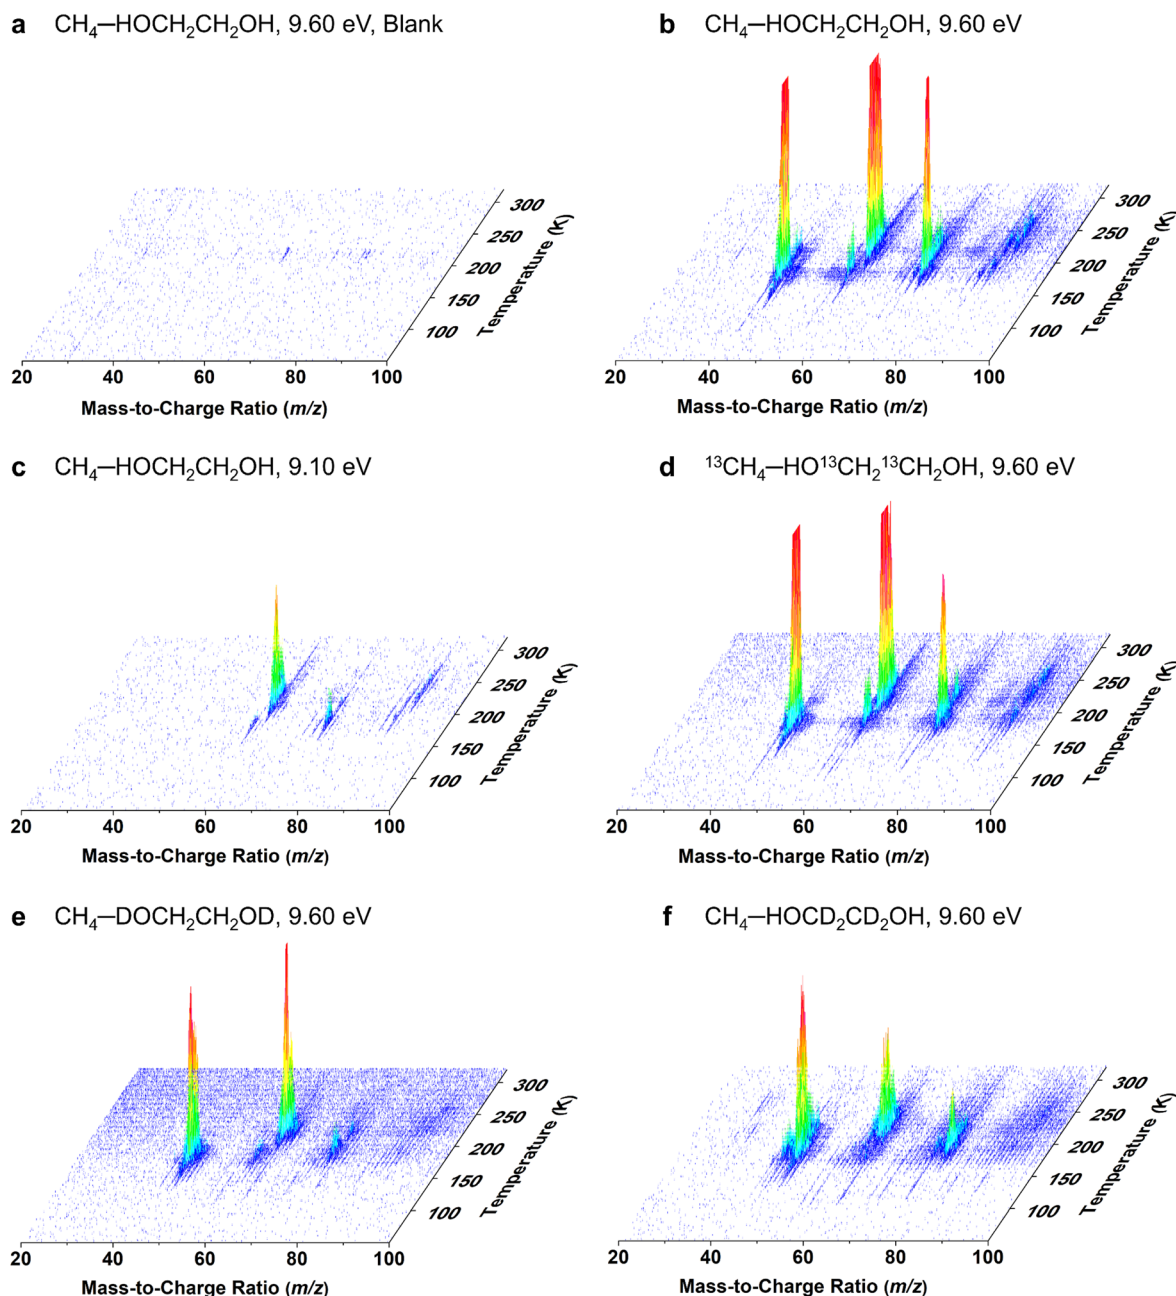 a CH₄—HOCH₂CH₂OH, 9.60 eV, Blank
300
250
200
150
100
Temperature (K)
20 40 60 80 100
Mass-to-Charge Ratio (m/z)
b CH₄—HOCH₂CH₂OH, 9.60 eV
300
250
200
150
100
Temperature (K)
20 40 60 80 100
Mass-to-Charge Ratio (m/z)
c CH₄—HOCH₂CH₂OH, 9.10 eV
300
250
200
150
100
Temperature (K)
20 40 60 80 100
Mass-to-Charge Ratio (m/z)
d ¹³CH₄—HO¹³CH₂¹³CH₂OH, 9.60 eV
300
250
200
150
100
Temperature (K)
20 40 60 80 100
Mass-to-Charge Ratio (m/z)
e CH₄—DOCH₂CH₂OD, 9.60 eV
300
250
200
150
100
Temperature (K)
20 40 60 80 100
Mass-to-Charge Ratio (m/z)
f CH₄—HOCD₂CD₂OH, 9.60 eV
300
250
200
150
100
Temperature (K)
20 40 60 80 100
Mass-to-Charge Ratio (m/z)